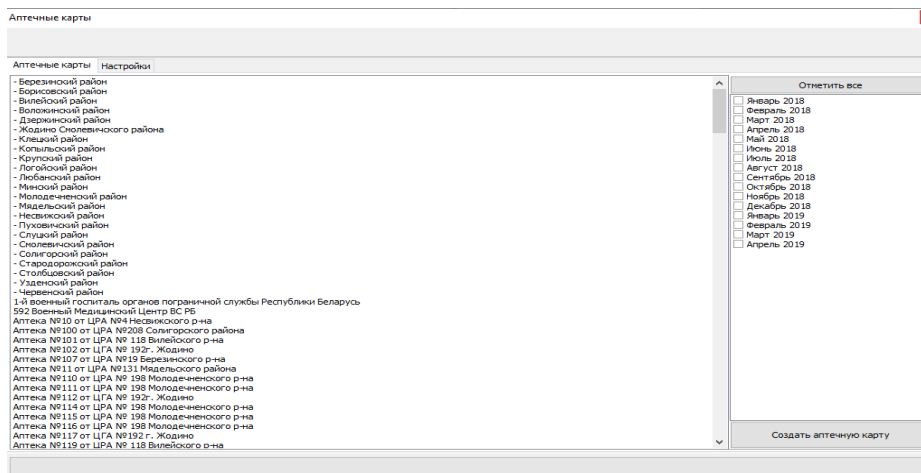 Аптечные карты
Аптечные карты
Настройки
- Березинский район
- Борисовский район
- Вилейский район
- Воложинский район
- Дзержинский район
- Жодино Смолевичского района
- Клецкий район
- Копыльский район
- Крупский район
- Логойский район
- Любанский район
- Минский район
- Молодечненский район
- Мядельский район
- Несвижский район
- Пуховичский район
- Слуцкий район
- Смолевичский район
- Солигорский район
- Стародорожский район
- Столбцовский район
- Узденский район
- Червенский район
1-й военный госпиталь органов пограничной службы Республики Беларусь
592 Военный Медицинский Центр ВС РБ
Аптека №10 от ЦРА №4 Несвижского р-на
Аптека №100 от ЦРА №208 Солигорского района
Аптека №101 от ЦРА № 118 Вилейского р-на
Аптека №102 от ЦГА № 192г. Жодино
Аптека №107 от ЦРА №19 Березинского р-на
Аптека №11 от ЦРА №131 Мядельского района
Аптека №110 от ЦРА № 198 Молодечненского р-на
Аптека №111 от ЦРА № 198 Молодечненского р-на
Аптека №112 от ЦГА № 192г. Жодино
Аптека №114 от ЦРА № 198 Молодечненского р-на
Аптека №115 от ЦРА № 198 Молодечненского р-на
Аптека №116 от ЦРА № 198 Молодечненского р-на
Аптека №117 от ЦГА №192 г. Жодино
Аптека №119 от ЦРА № 118 Вилейского р-на
Отметить все
Январь 2018
Февраль 2018
Март 2018
Апрель 2018
Май 2018
Июнь 2018
Июль 2018
Август 2018
Сентябрь 2018
Октябрь 2018
Ноябрь 2018
Декабрь 2018
Январь 2019
Февраль 2019
Март 2019
Апрель 2019
Создать аптечную карту